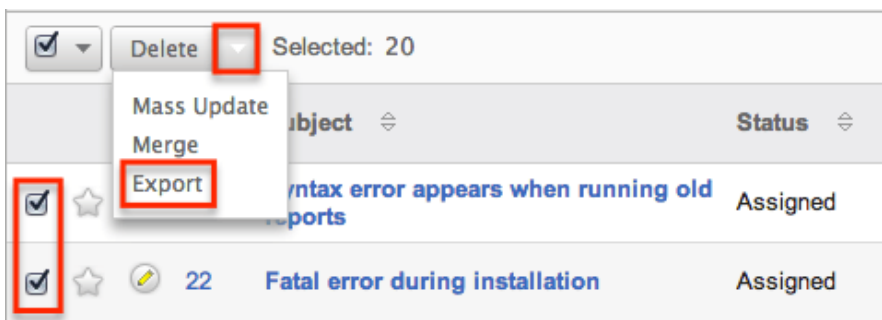 Delete Selected: 20
Mass Update
Merge
Export
ubject Status
yntax error appears when running old
reports
Assigned
22 Fatal error during installation Assigned